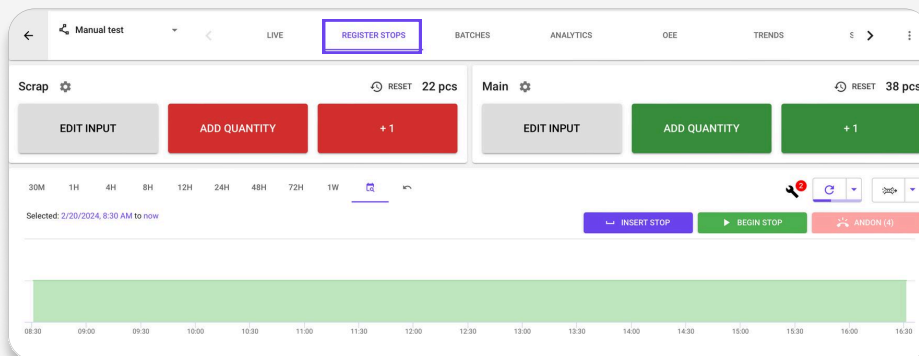 Manual test
LIVE REGISTER STOPS BATCHES ANALYTICS OEE TRENDS S
Scrap RESET 22 pcs Main RESET 38 pcs
EDIT INPUT ADD QUANTITY + 1 EDIT INPUT ADD QUANTITY + 1
30M 1H 4H 8H 12H 24H 48H 72H 1W 2
Selected: 2/20/2024, 8:30 AM to now INSERT STOP BEGIN STOP ANDON (4)
08:30 09:00 09:30 10:00 10:30 11:00 11:30 12:00 12:30 13:00 13:30 14:00 14:30 15:00 15:30 16:00 16:30